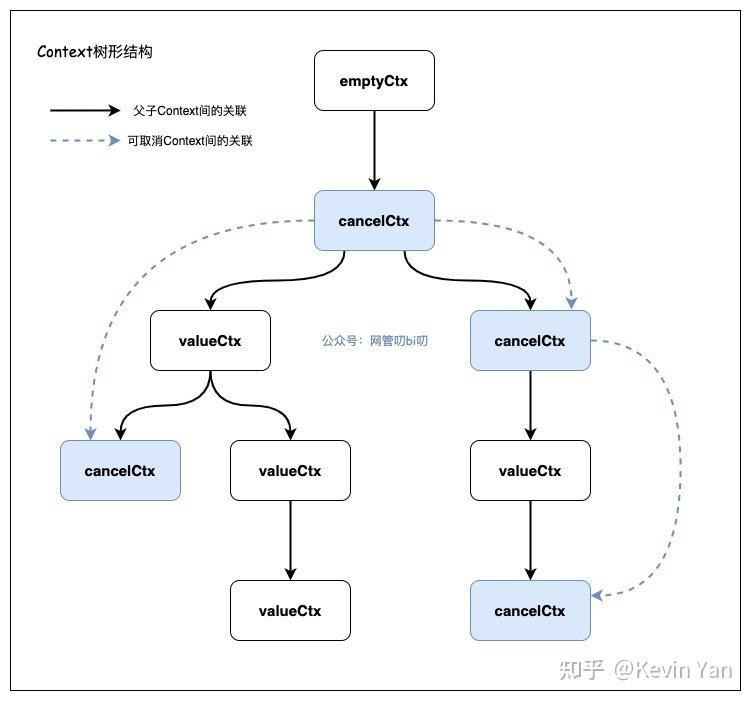 Context树形结构
emptyCtx
父子Context间的关联
可取消Context间的关联
cancelCtx
valueCtx
公众号：网管叨bi叨
cancelCtx
cancelCtx
valueCtx
valueCtx
valueCtx
cancelCtx
知乎 @Kevin Yan